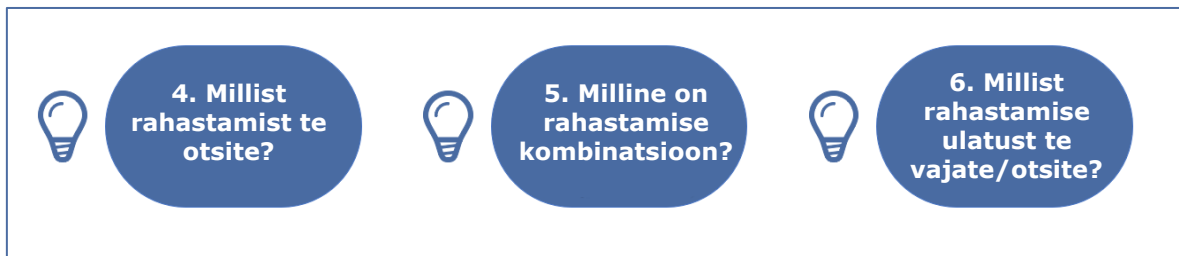 4. Millist
rahastamist te
otsite?
5. Milline on
rahastamise
kombinatsioon?
6. Millist
rahastamise
ulatust te
vajate/otsite?